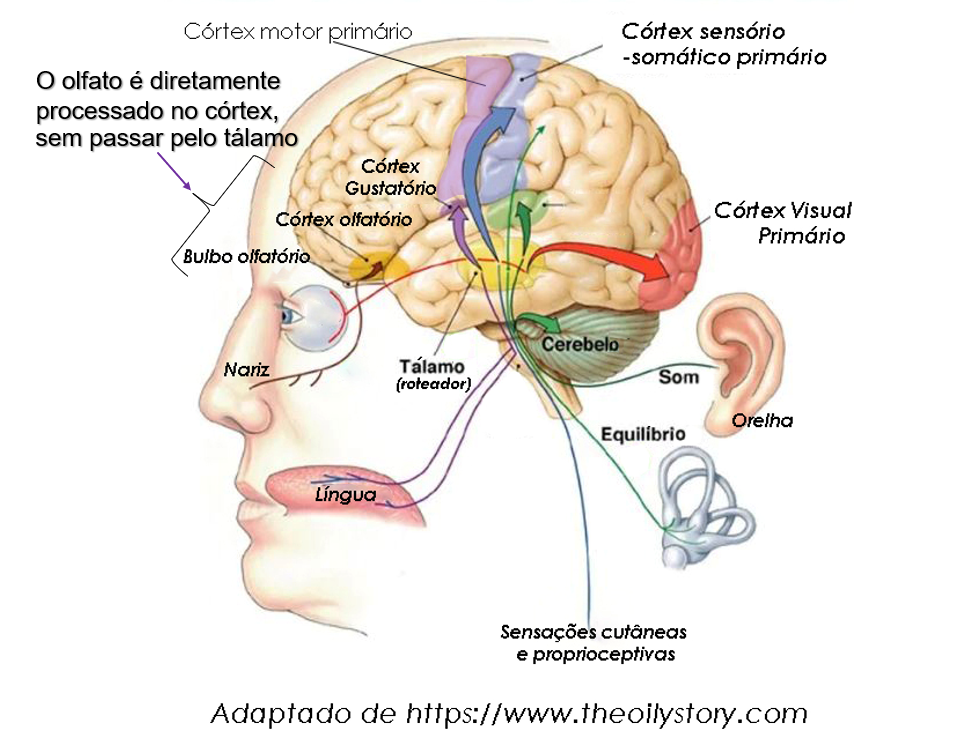 Córtex motor primário
Córtex sensório
-somático primário
O olfato é diretamente
processado no córtex,
sem passar pelo tálamo
Córtex
Gustatório
Córtex olfatório
Bulbo olfatório
Córtex Visual
Primário
Nariz
Tálamo
(roteador)
Cerebelo
Som
Orelha
Equilíbrio
Língua
Sensações cutâneas
e proprioceptivas
Adaptado de https://www.theoilystory.com